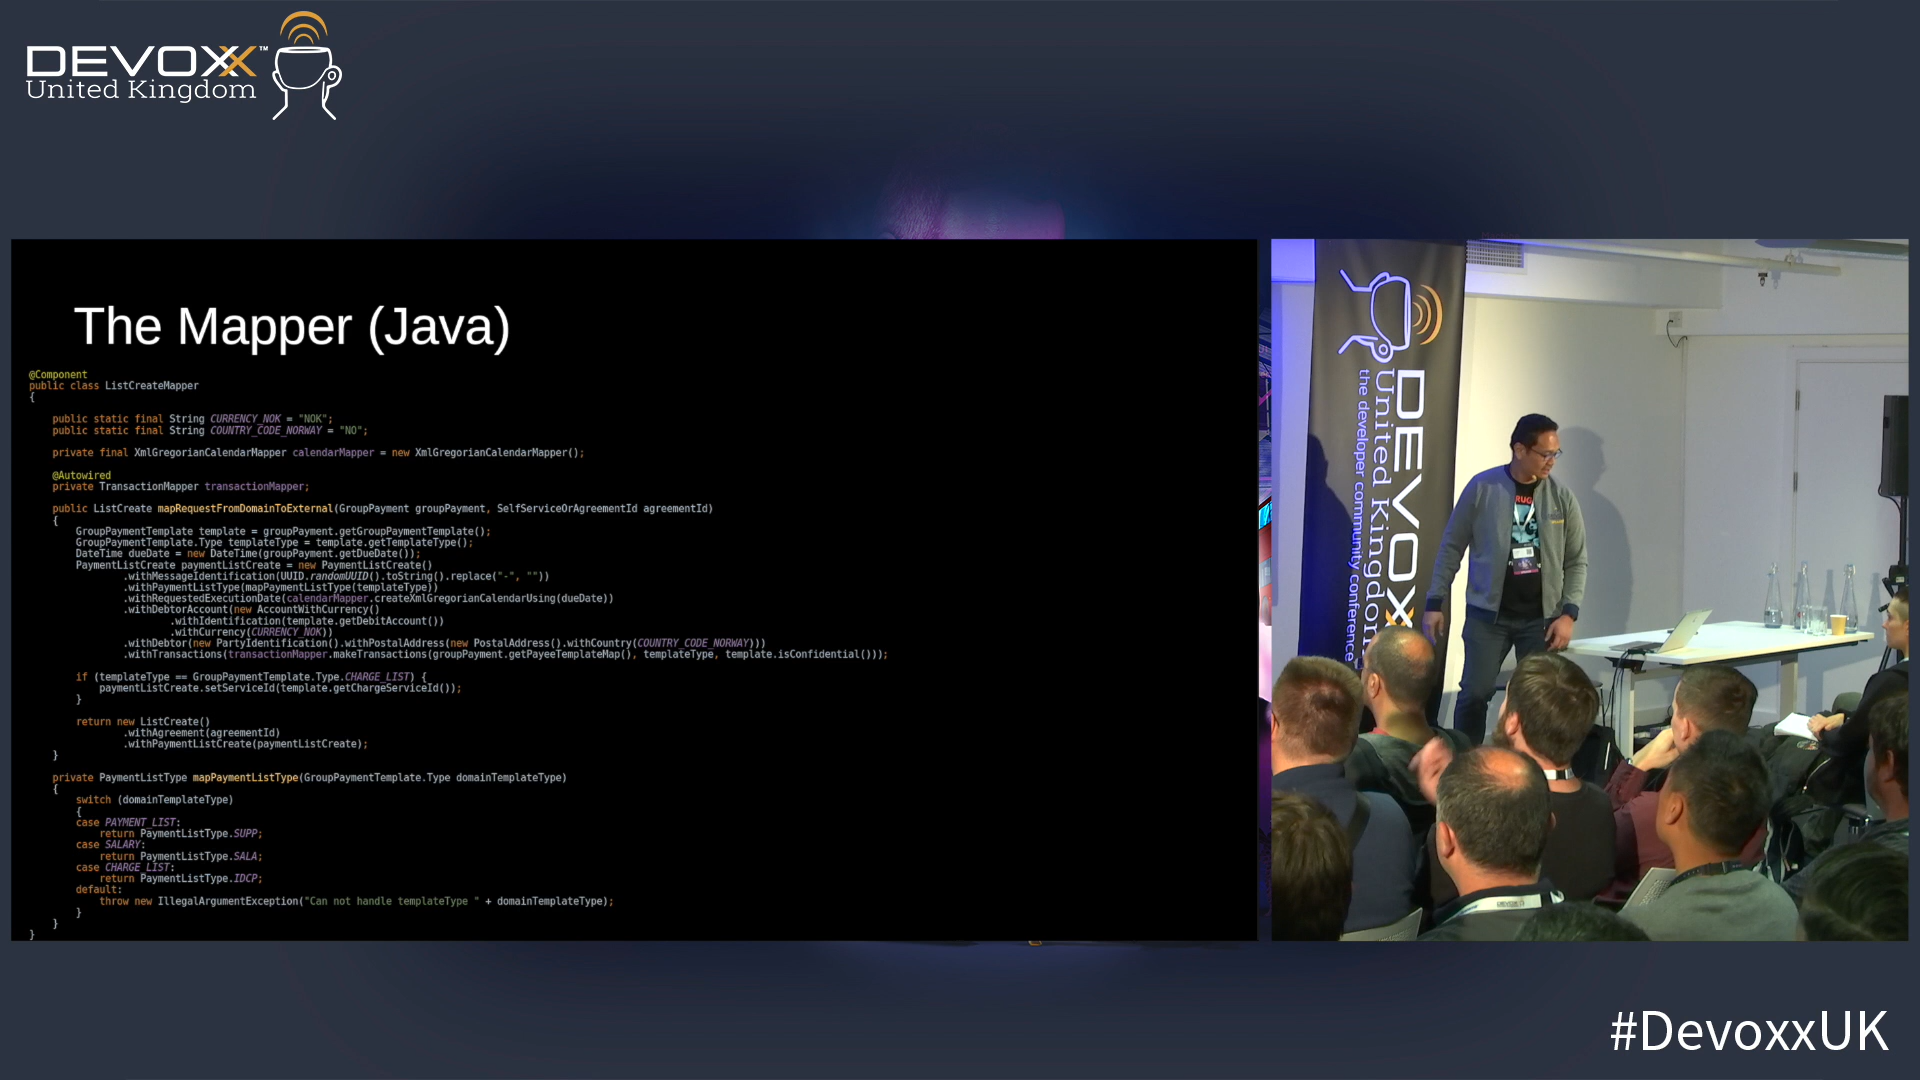 DEVOXX™
United Kingdom
The Mapper (Java)
@Component
public class ListCreateMapper
{
public static final String CURRENCY_NOK = "NOK";
public static final String COUNTRY_CODE_NORWAY = "NO";
private final XmlGregorianCalendarMapper calendarMapper = new XmlGregorianCalendarMapper();
@Autowired
private TransactionMapper transactionMapper;
public ListCreate mapRequestFromDomainToExternal(GroupPayment groupPayment, SelfServiceOrAgreementId agreementId)
{
GroupPaymentTemplate template = groupPayment.getGroupPaymentTemplate();
GroupPaymentTemplate.Type templateType = template.getTemplateType();
DateTime dueDate = new DateTime(groupPayment.getDueDate());
PaymentListCreate paymentListCreate = new PaymentListCreate()
.withMessageIdentification(UUID.randomUUID().toString().replace("-", ""))
.withPaymentListType(mapPaymentListType(templateType))
.withRequestedExecutionDate(calendarMapper.createXmlGregorianCalendarUsing(dueDate))
.withDebtorAccount(new AccountWithCurrency()
.withIdentification(template.getDebitAccount())
.withCurrency(CURRENCY_NOK))
.withDebtor(new PartyIdentification().withPostalAddress(new PostalAddress().withCountry(COUNTRY_CODE_NORWAY)))
.withTransactions(transactionMapper.makeTransactions(groupPayment.getPayeeTemplateMap(), templateType, template.isConfidential()));
if (templateType == GroupPaymentTemplate.Type.CHARGE_LIST) {
paymentListCreate.setServiceId(template.getChargeServiceId());
}
return new ListCreate()
.withAgreement(agreementId)
.withPaymentListCreate(paymentListCreate);
}
private PaymentListType mapPaymentListType(GroupPaymentTemplate.Type domainTemplateType)
{
switch (domainTemplateType)
{
case PAYMENT_LIST:
return PaymentListType.SUPP;
case SALARY:
return PaymentListType.SALA;
case CHARGE_LIST:
return PaymentListType.IDCP;
default:
throw new IllegalArgumentException("Can not handle templateType " + domainTemplateType);
}
}
}
DEVOXX
United Kingdom
the developer community conference
#DevoxxUK